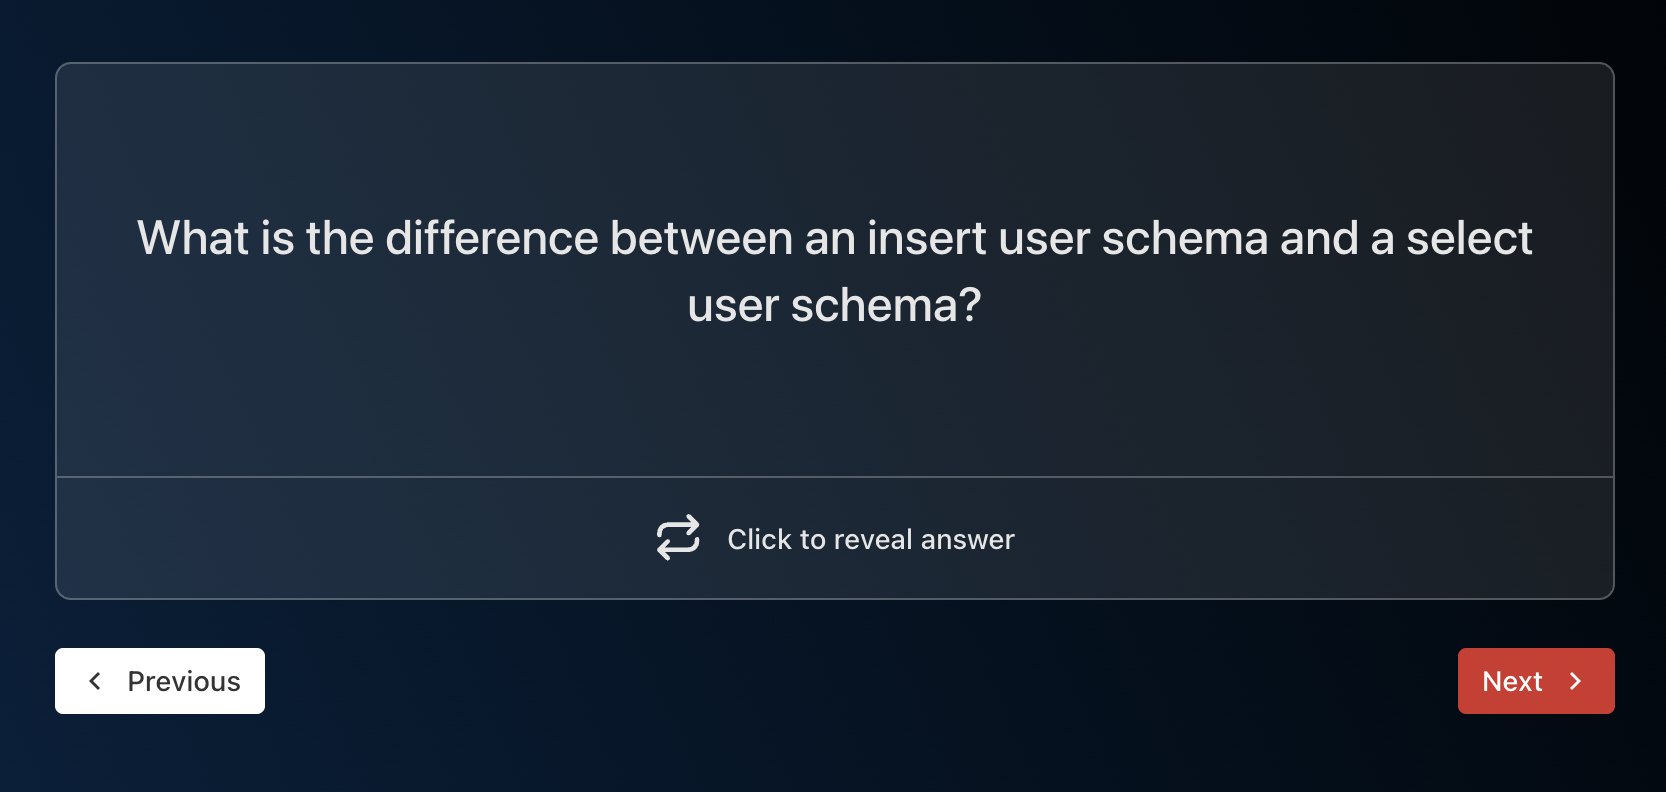 What is the difference between an insert user schema and a select
user schema?
Click to reveal answer
Previous
Next